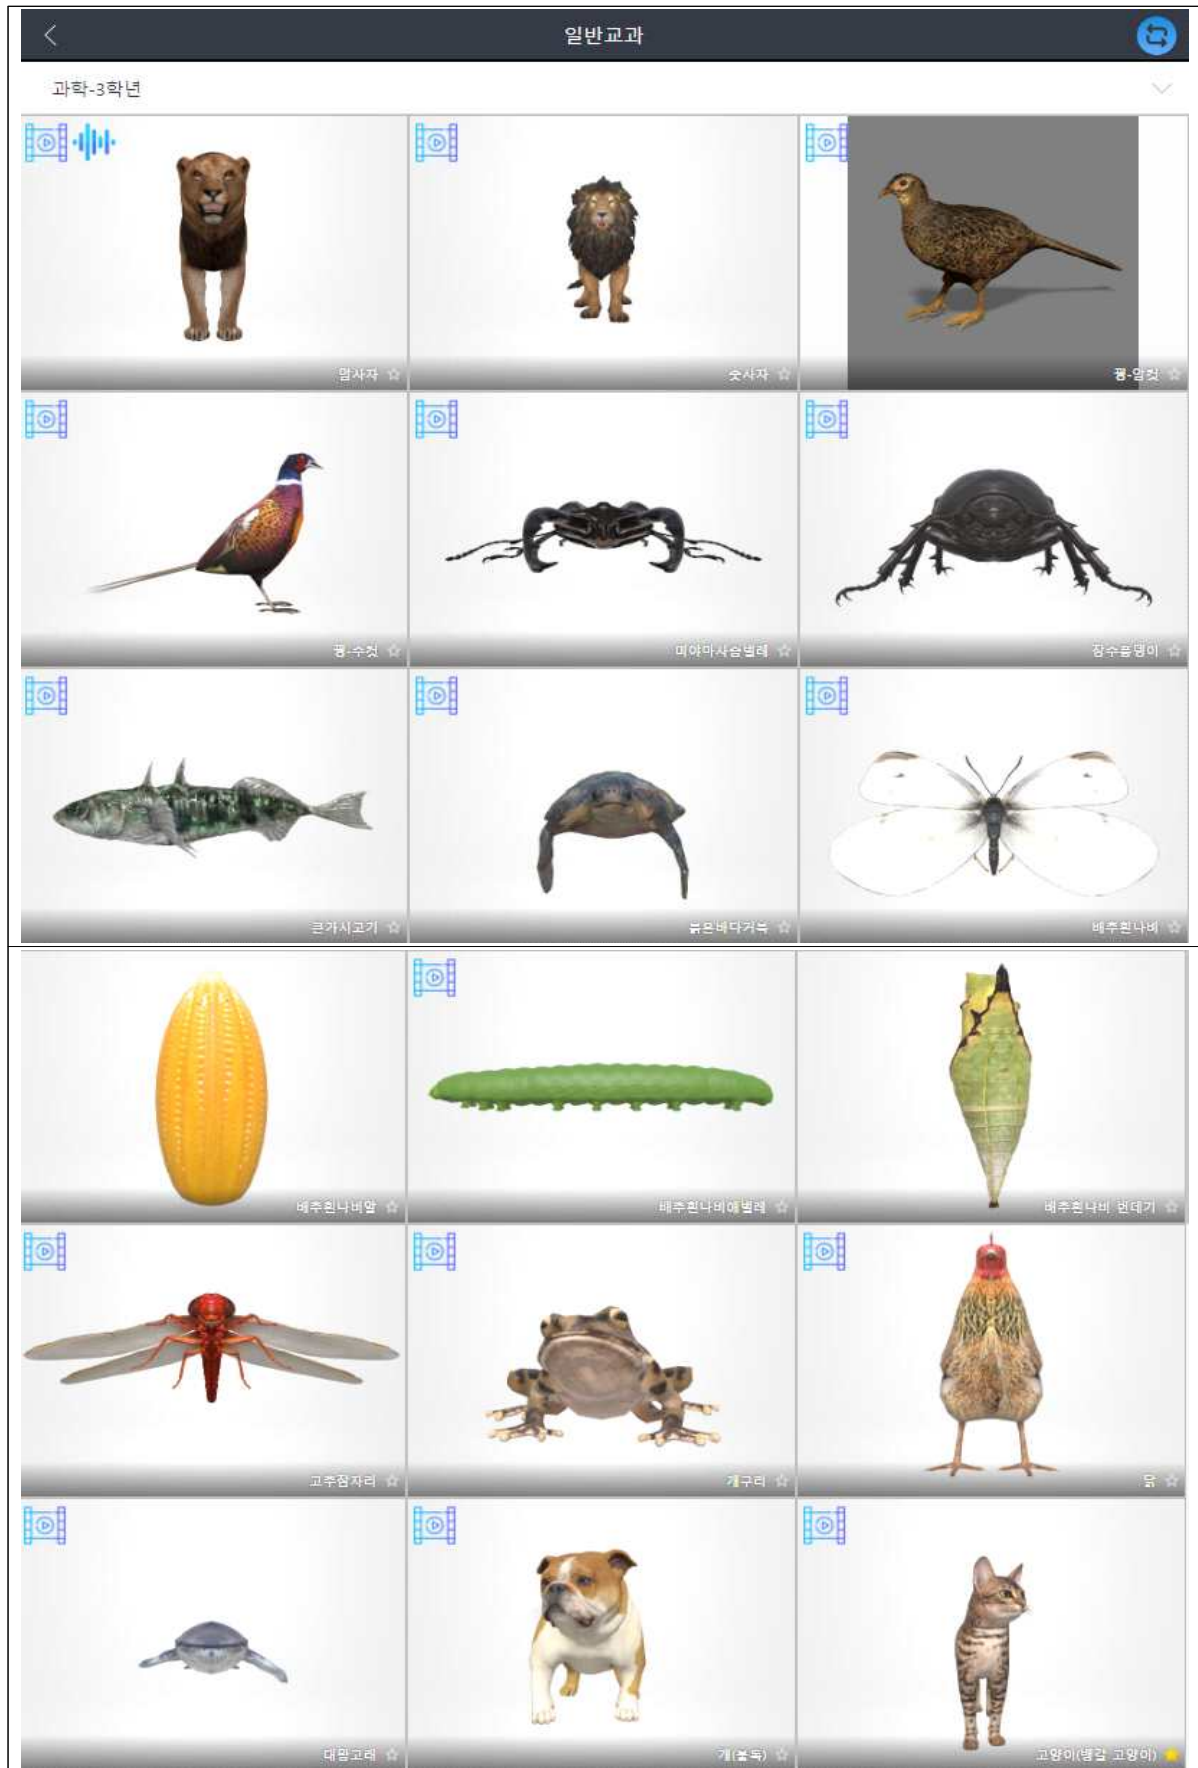 일반교과
과학-3학년
암사자
숫사자
꿩-암컷
꿩-수컷
미야마사슴벌레
장수풍뎅이
큰가시고기
붉은바다거북
배추흰나비
배추흰나비알
배추흰나비애벌레
배추흰나비 번데기
고추잠자리
개구리
닭
대왕고래
개(불독)
고양이(벵갈 고양이)